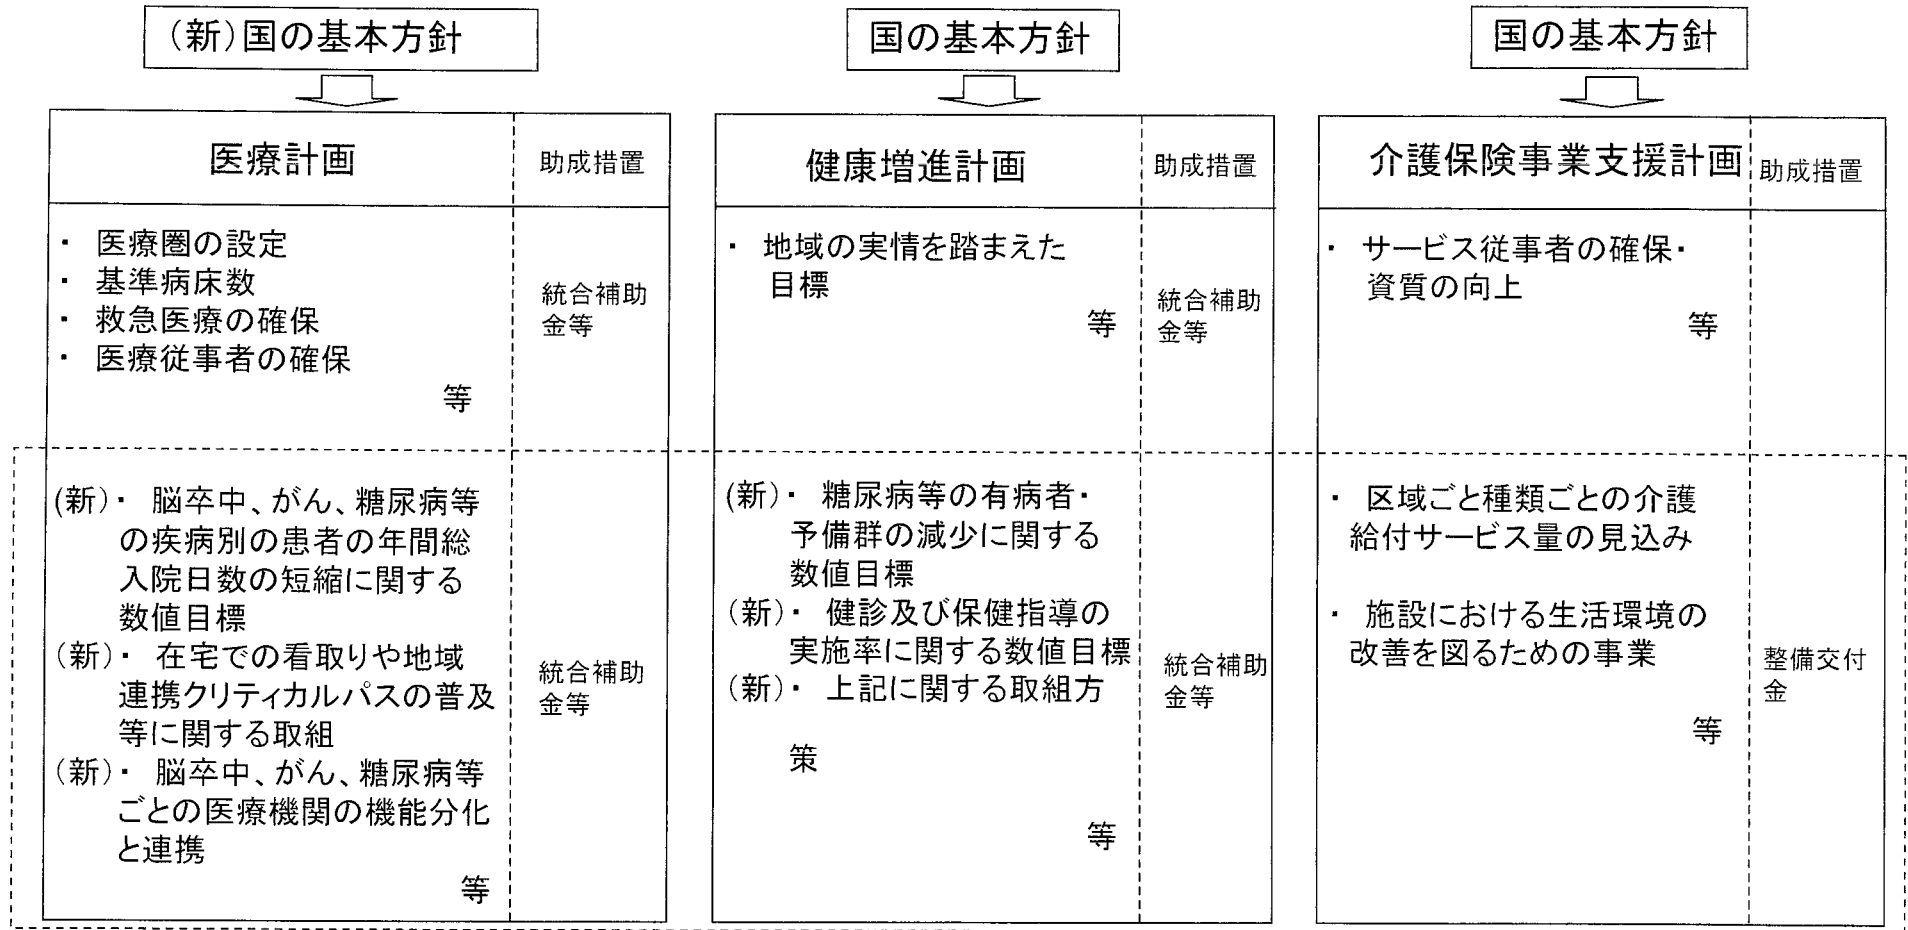 （新）国の基本方針
医療計画
助成措置
・ 医療圏の設定
・ 基準病床数
・ 救急医療の確保
・ 医療従事者の確保
等
統合補助
金等
(新)・ 脳卒中、がん、糖尿病等
の疾病別の患者の年間総
入院日数の短縮に関する
数値目標
（新）・ 在宅での看取りや地域
連携クリティカルパスの普及
等に関する取組
（新）・ 脳卒中、がん、糖尿病等
ごとの医療機関の機能分化
と連携
等
統合補助
金等
国の基本方針
健康増進計画
助成措置
・ 地域の実情を踏まえた
目標
等
統合補助
金等
(新)・ 糖尿病等の有病者・
予備群の減少に関する
数値目標
（新）・ 健診及び保健指導の
実施率に関する数値目標
（新）・ 上記に関する取組方
策
等
統合補助
金等
国の基本方針
介護保険事業支援計画
助成措置
・ サービス従事者の確保・
資質の向上
等
・ 区域ごと種類ごとの介護
給付サービス量の見込み
・ 施設における生活環境の
改善を図るための事業
等
整備交付
金